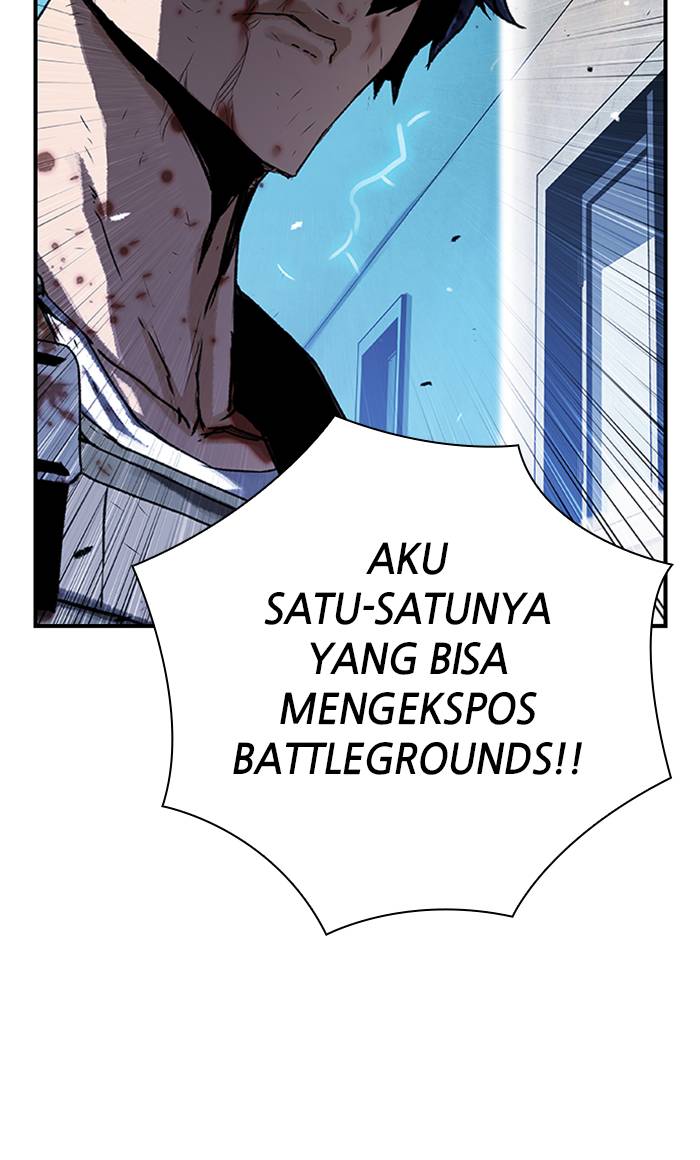 AKU
SATU-SATUNYA
YANG BISA
MENGEKSPOS
BATTLEGROUNDS!!